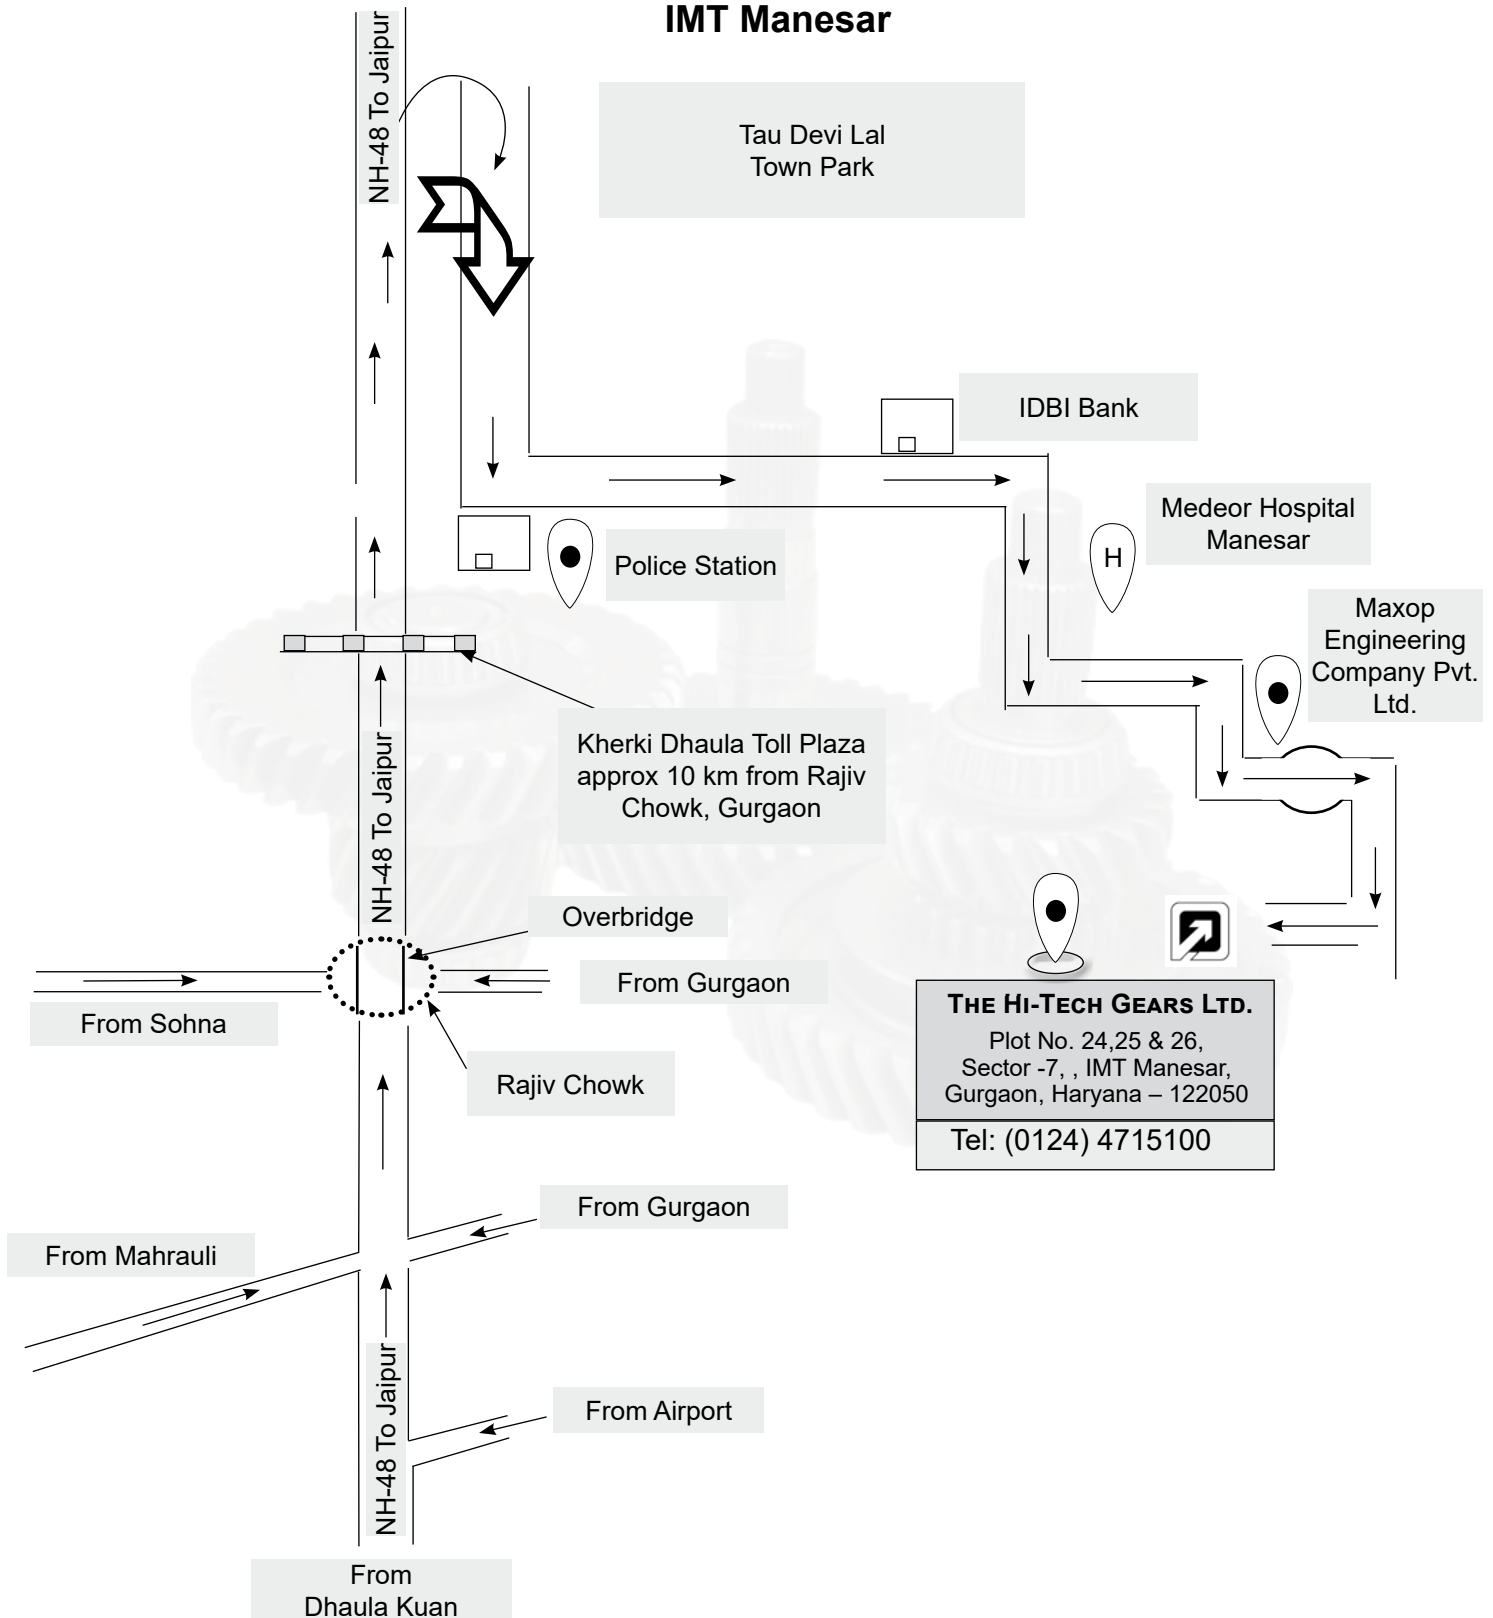 IMT Manesar
NH-48 To Jaipur
Tau Devi Lal
Town Park
IDBI Bank
Medeor Hospital
Manesar
H
Police Station
Maxop
Engineering
Company Pvt.
Ltd.
Kherki Dhaula Toll Plaza
approx 10 km from Rajiv
Chowk, Gurgaon
NH-48 To Jaipur
Overbridge
From Gurgaon
From Sohna
Rajiv Chowk
THE HI-TECH GEARS LTD.
Plot No. 24,25 & 26,
Sector -7, , IMT Manesar,
Gurgaon, Haryana – 122050
Tel: (0124) 4715100
From Gurgaon
From Mahrauli
NH-48 To Jaipur
From Airport
From
Dhaula Kuan